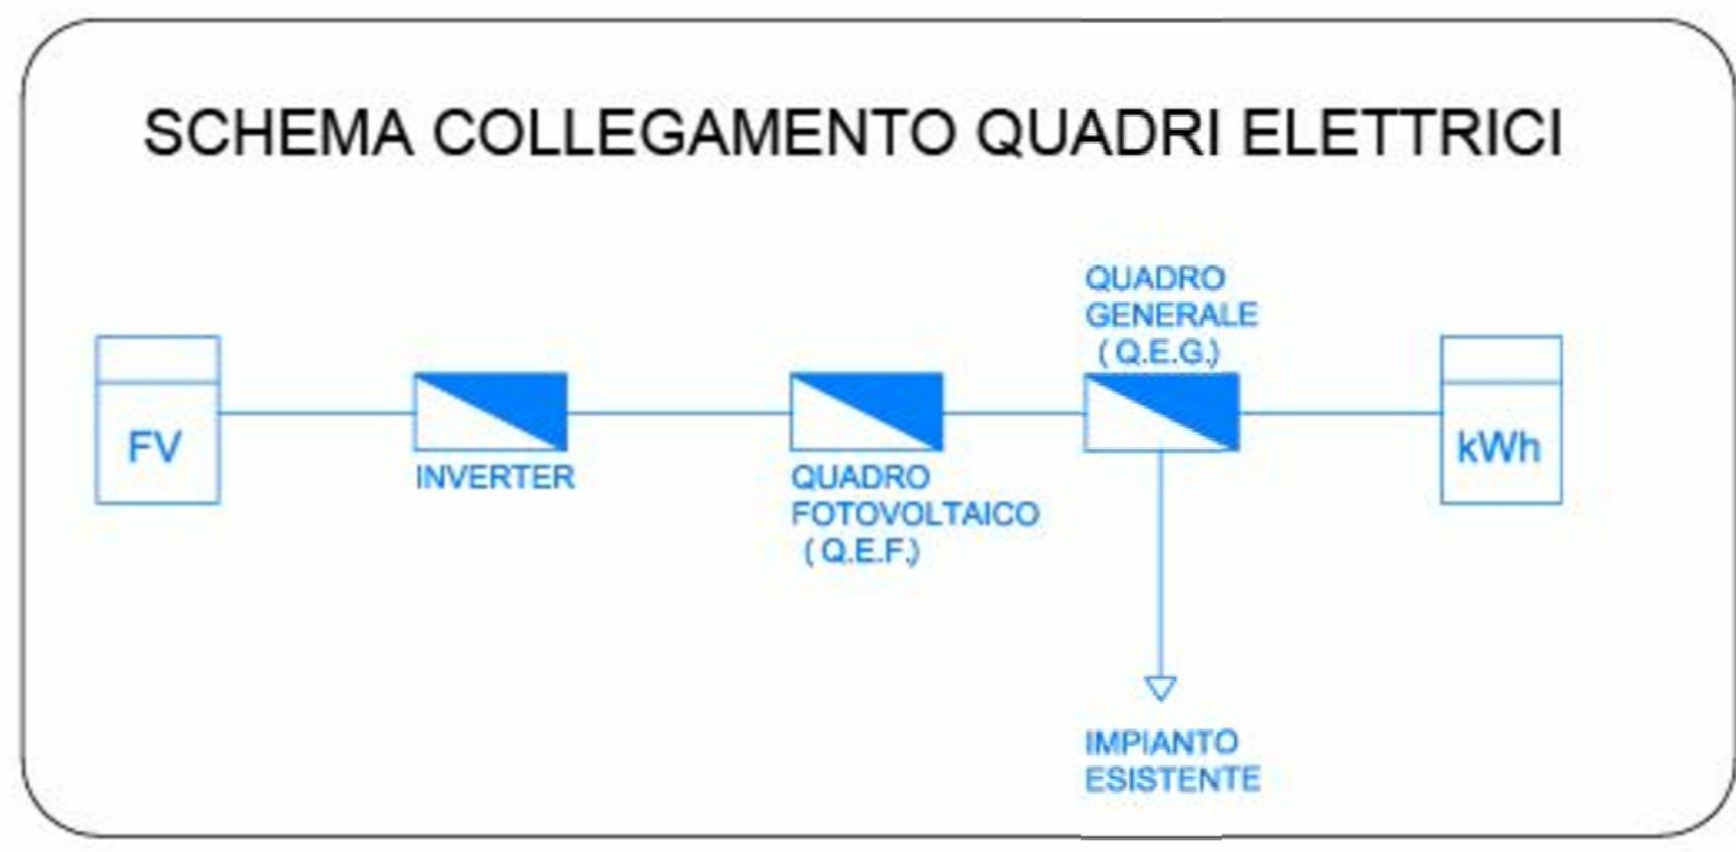 SCHEMA COLLEGAMENTO QUADRI ELETTRICI
QUADRO
GENERALE
( Q.E.G.)
FV
kWh
INVERTER
QUADRO
FOTOVOLTAICO
( Q.E.F.)
IMPIANTO
ESISTENTE